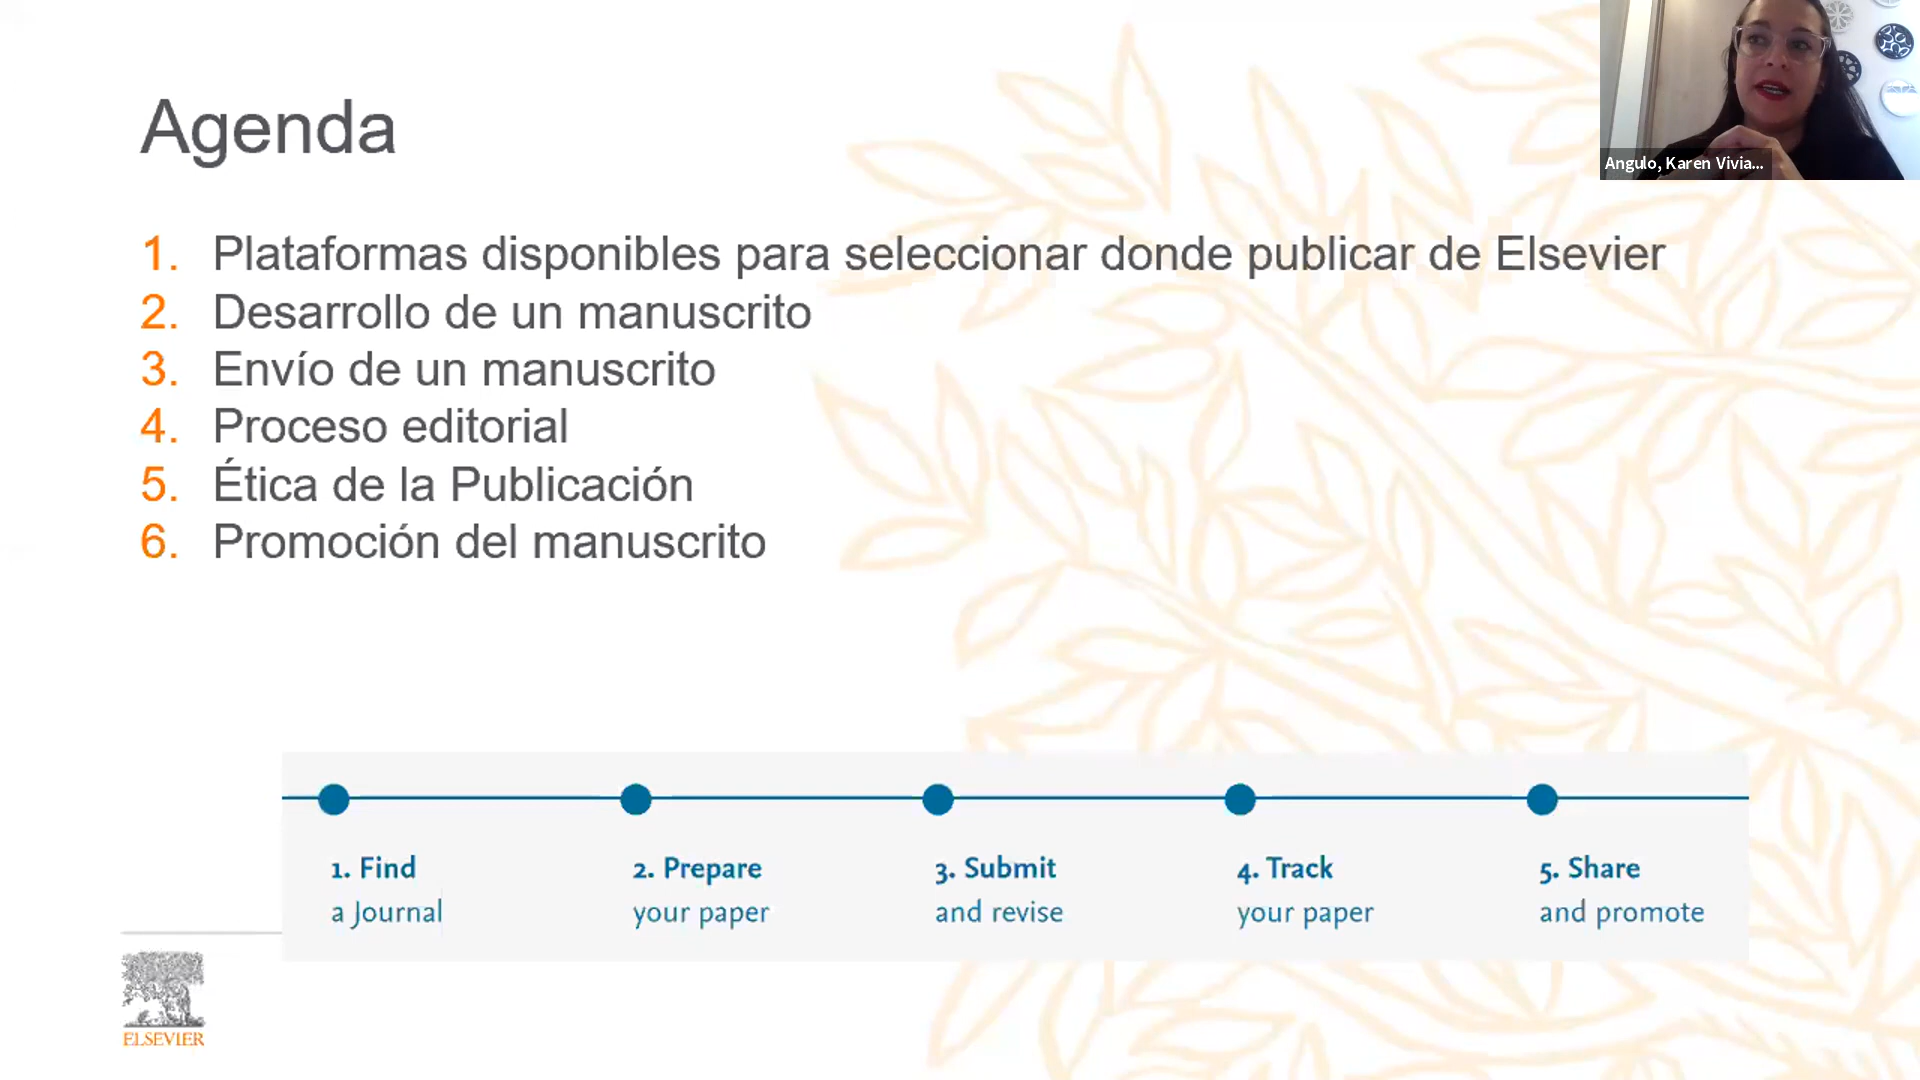 Agenda
1. Plataformas disponibles para seleccionar donde publicar de Elsevier
2. Desarrollo de un manuscrito
3. Envío de un manuscrito
4. Proceso editorial
5. Ética de la Publicación
6. Promoción del manuscrito
Angulo, Karen Vivia...
1. Find
a Journal
2. Prepare
your paper
3. Submit
and revise
4. Track
your paper
5. Share
and promote
ELSEVIER